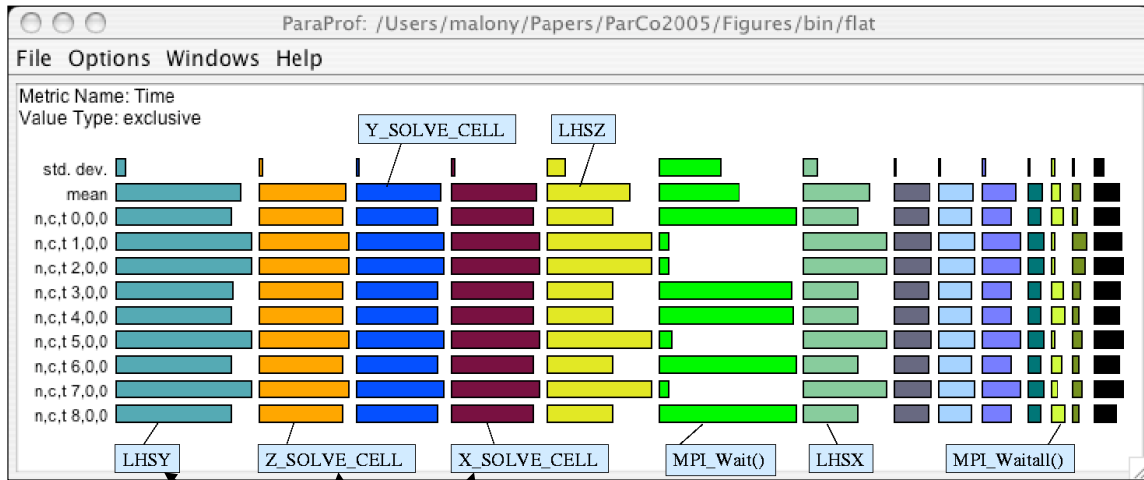 ParaProf: /Users/malony/Papers/ParCo2005/Figures/bin/flat
File Options Windows Help
Metric Name: Time
Value Type: exclusive
Y_SOLVE_CELL
LHSZ
std. dev.
mean
n,c,t 0,0,0
n,c,t 1,0,0
n,c,t 2,0,0
n,c,t 3,0,0
n,c,t 4,0,0
n,c,t 5,0,0
n,c,t 6,0,0
n,c,t 7,0,0
n,c,t 8,0,0
LHSY
Z_SOLVE_CELL
X_SOLVE_CELL
MPI_Wait()
LHSX
MPI_Waitall()